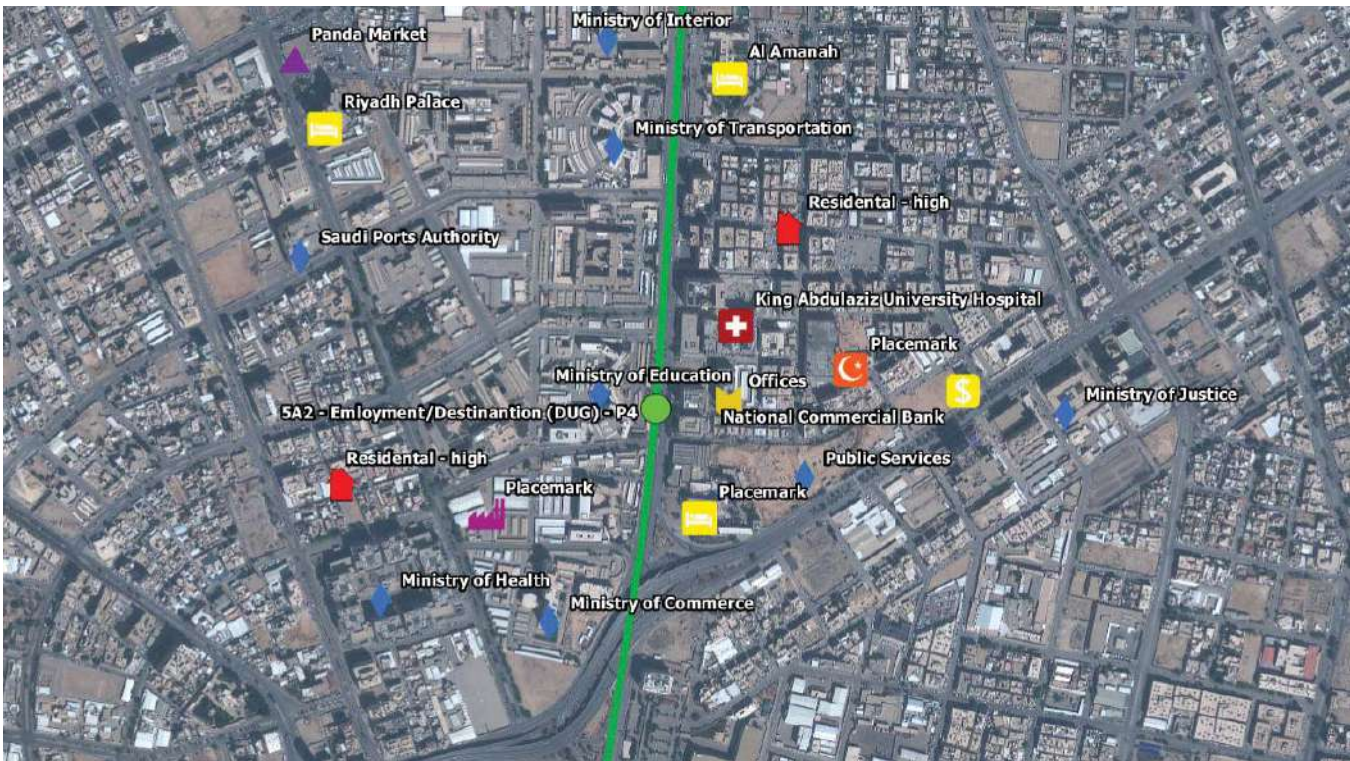 Ministry of Interior
Panda Market
Al Amanah
Riyadh Palace
Ministry of Transportation
Residental - high
Saudi Ports Authority
King Abdulaziz University Hospital
Placemark
Ministry of Education
Offices
$
Ministry of Justice
5A2 - Emloyment/Destinantion (DUG) - P4
National Commercial Bank
Residental - high
Public Services
Placemark
Placemark
Ministry of Health
Ministry of Commerce